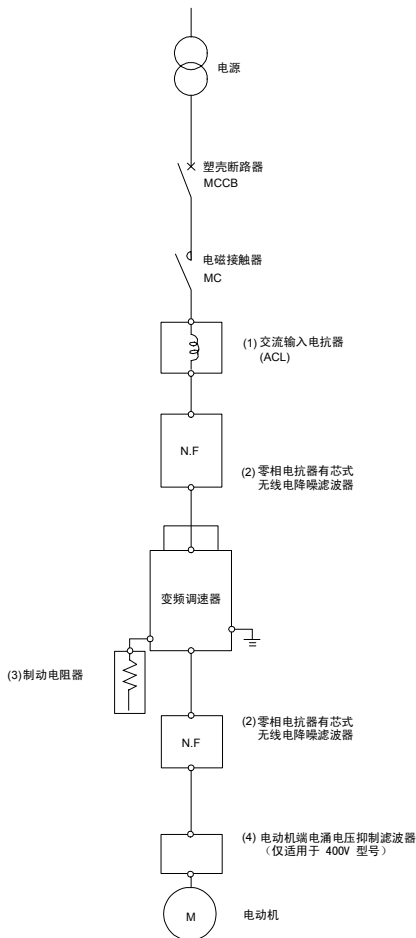 电源
塑壳断路器
MCCB
电磁接触器
MC
(1) 交流输入电抗器
(ACL)
N.F
(2) 零相电抗器有芯式
无线电降噪滤波器
变频调速器
(3)制动电阻器
(2)零相电抗器有芯式
无线电降噪滤波器
N.F
(4) 电动机端电涌电压抑制滤波器
（仅适用于 400V 型号）
M
电动机